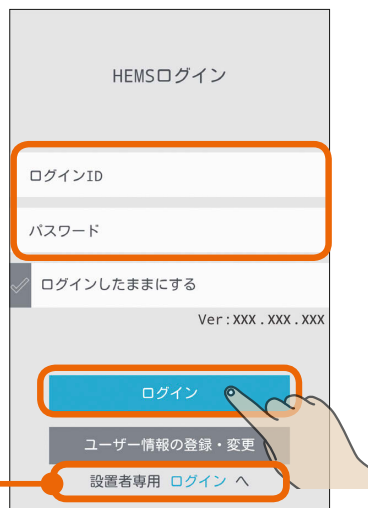 HEMSログイン
ログインID
パスワード
ログインしたままにする
Ver:XXX.XXX.XXX
ログイン
ユーザー情報の登録・変更
設置者専用 ログイン へ